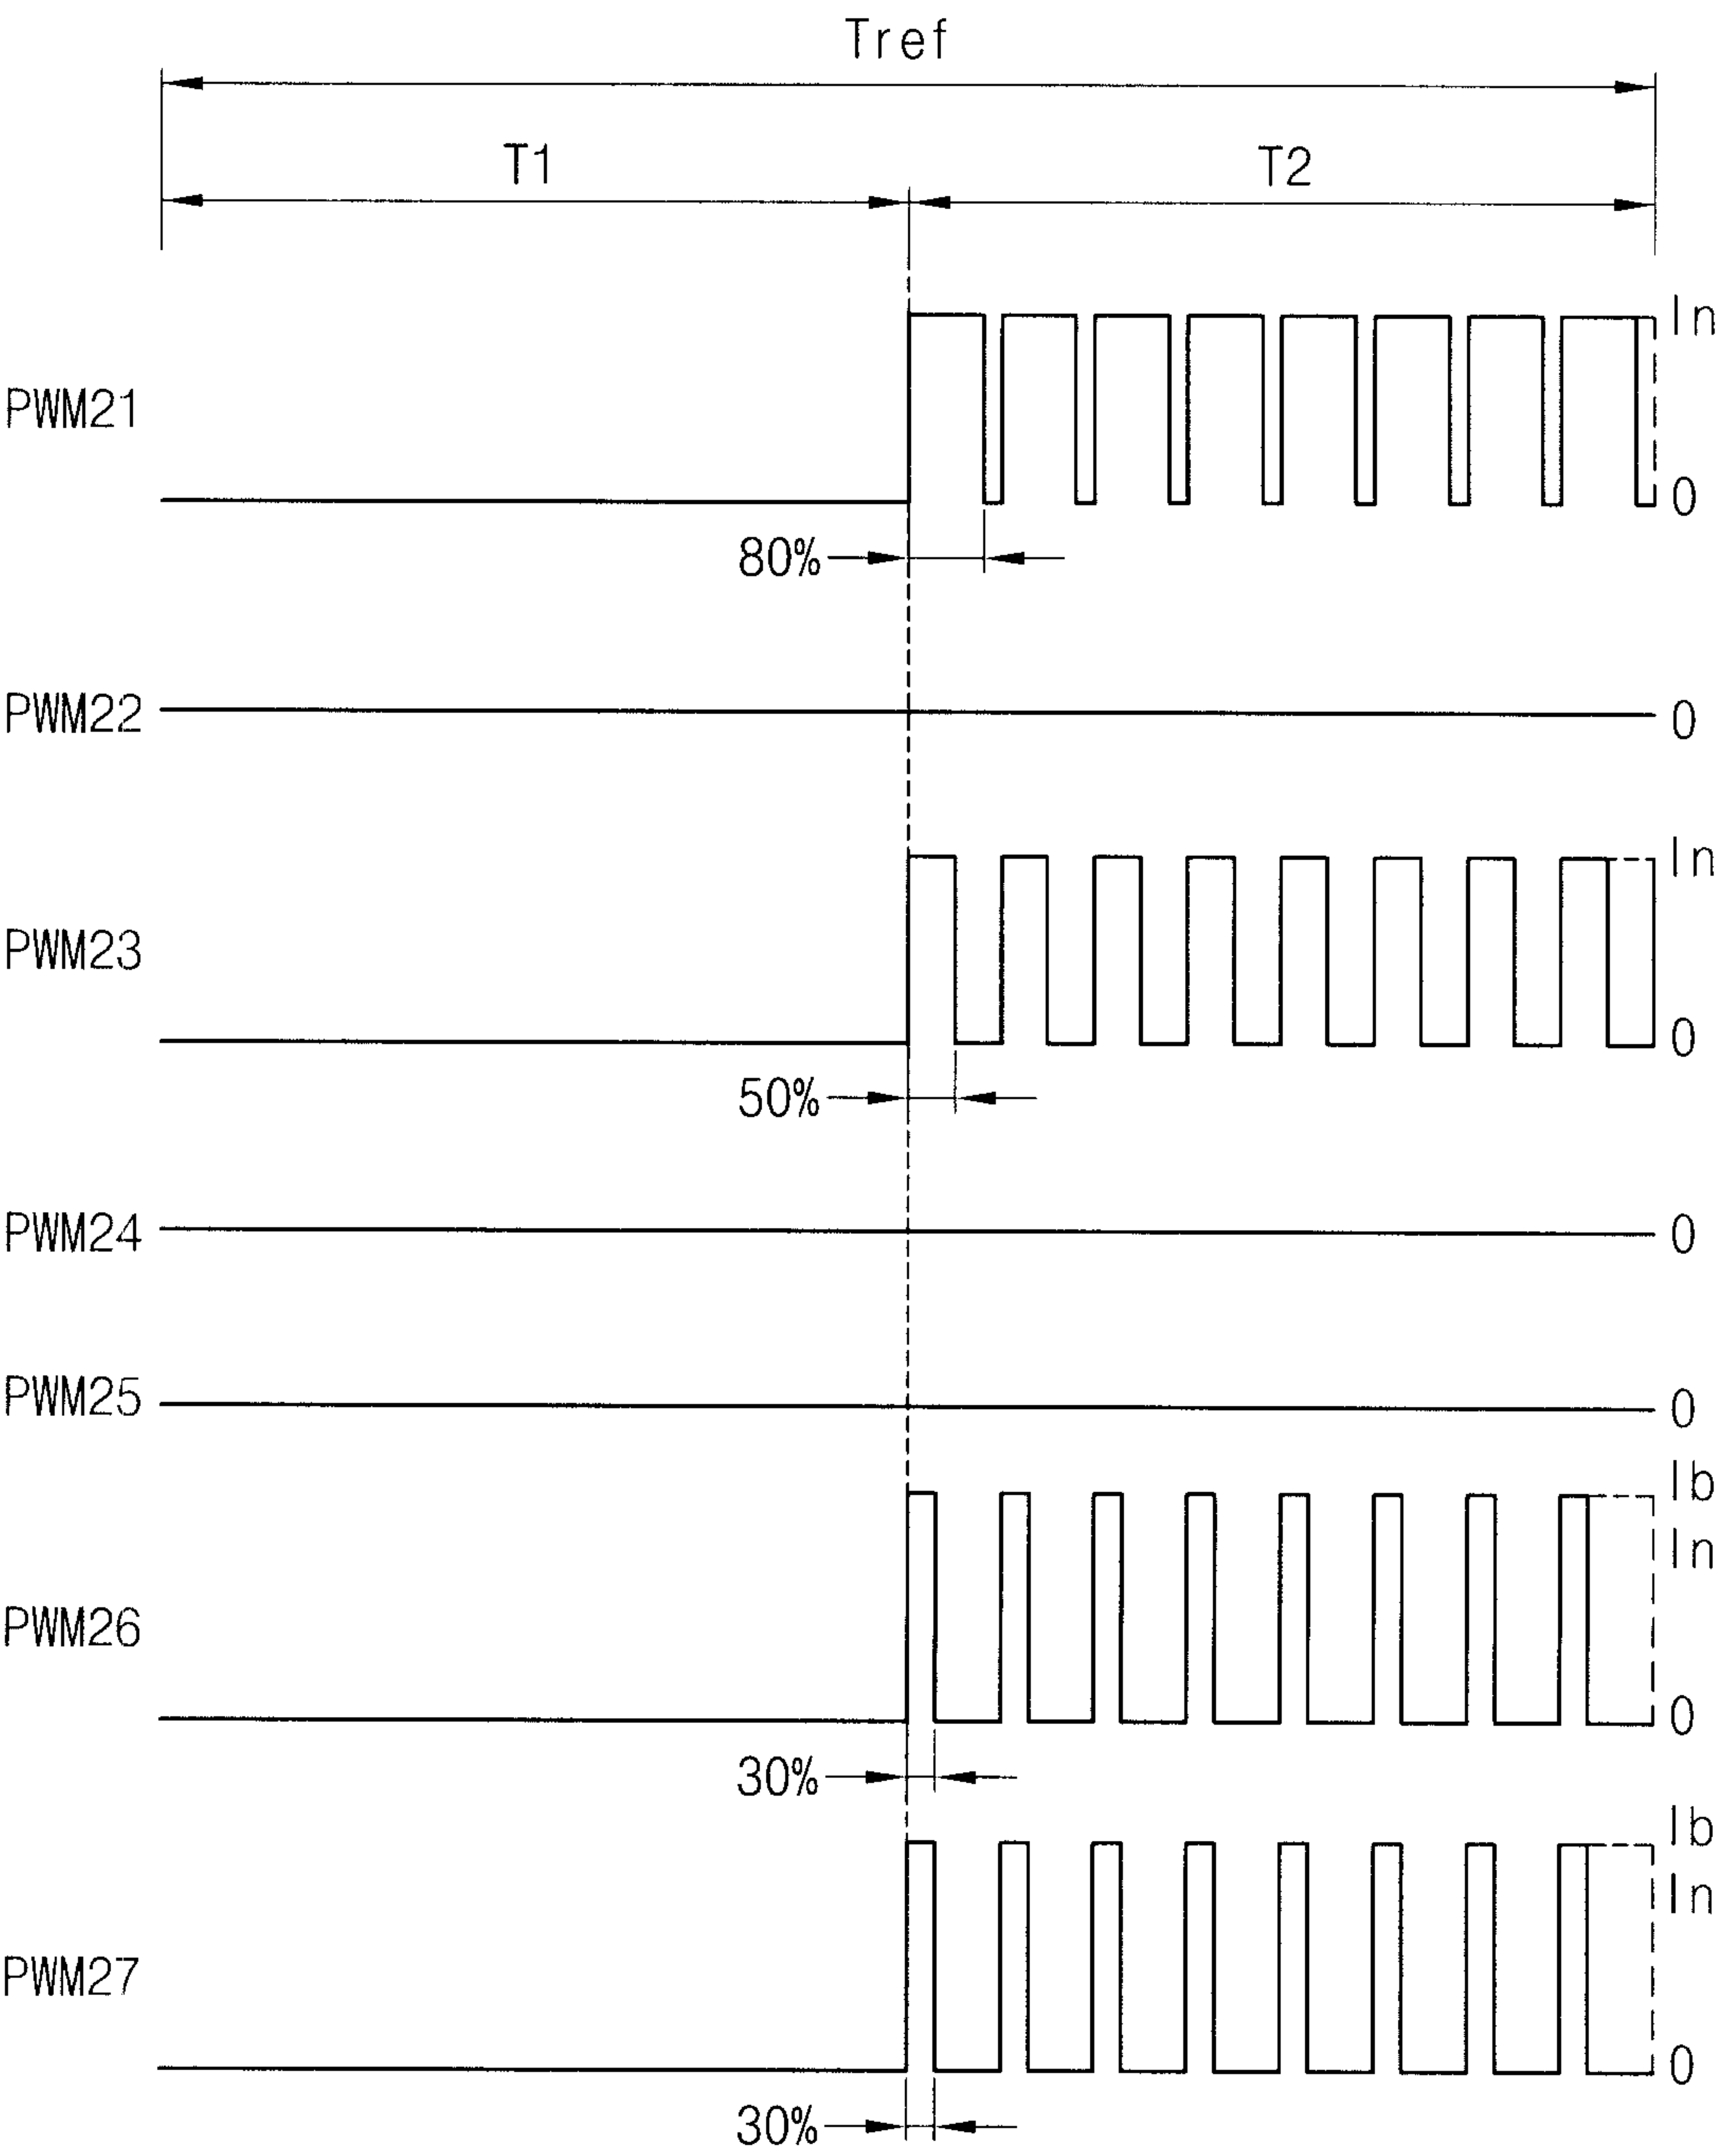 Tref
T1
T2
In
PWM21
0
80%
PWM22
0
In
PWM23
0
50%
PWM24
0
PWM25
0
Ib
In
PWM26
0
30%
Ib
In
PWM27
0
30%